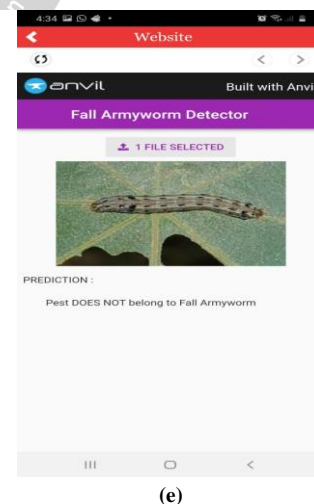 4:34
Website
anvil
Built with Anvi
Fall Armyworm Detector
1 FILE SELECTED
PREDICTION :
Pest DOES NOT belong to Fall Armyworm
(e)